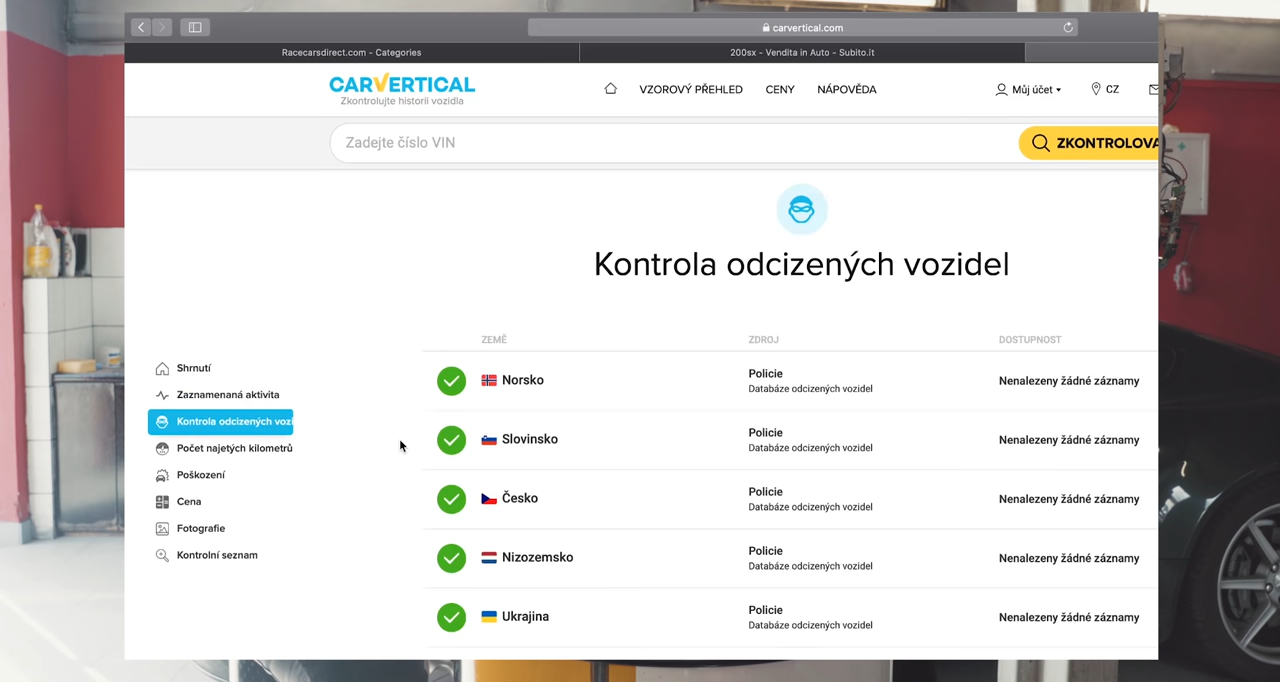 carvertical.com
Racecarsdirect.com - Categories
200sx - Vendita in Auto - Subito.it
CARVERTICAL
Zkontrolujte historii vozidla
VZOROVÝ PŘEHLED
CENY
NÁPOVĚDA
Můj účet
CZ
Zadejte číslo VIN
ZKONTROLOVA
Kontrola odcizených vozidel
ZEMĚ
ZDROJ
DOSTUPNOST
Shrnutí
Zaznamenaná aktivita
Kontrola odcizených vozi
Počet najetých kilometrů
Poškození
Cena
Fotografie
Kontrolní seznam
Norsko
Policie
Databáze odcizených vozidel
Nenalezeny žádné záznamy
Slovinsko
Policie
Databáze odcizených vozidel
Nenalezeny žádné záznamy
Česko
Policie
Databáze odcizených vozidel
Nenalezeny žádné záznamy
Nizozemsko
Policie
Databáze odcizených vozidel
Nenalezeny žádné záznamy
Ukrajina
Policie
Databáze odcizených vozidel
Nenalezeny žádné záznamy